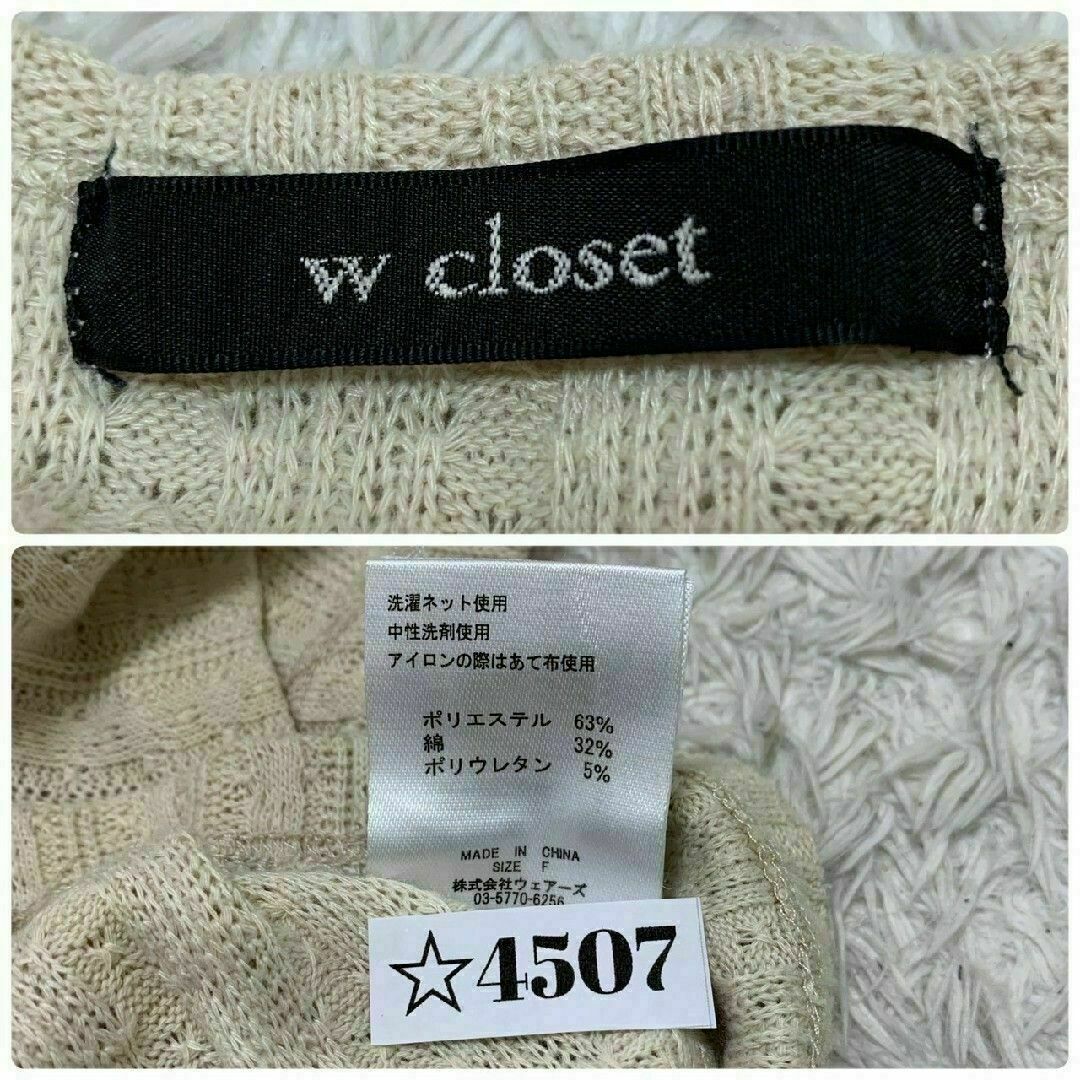 w closet
洗濯ネット使用
中性洗剤使用
アイロンの際はあて布使用
ポリエステル 63%
綿 32%
ポリウレタン 5%
MADE IN CHINA
SIZE F
株式会社ウェアーズ
03-5770-6256
☆4507